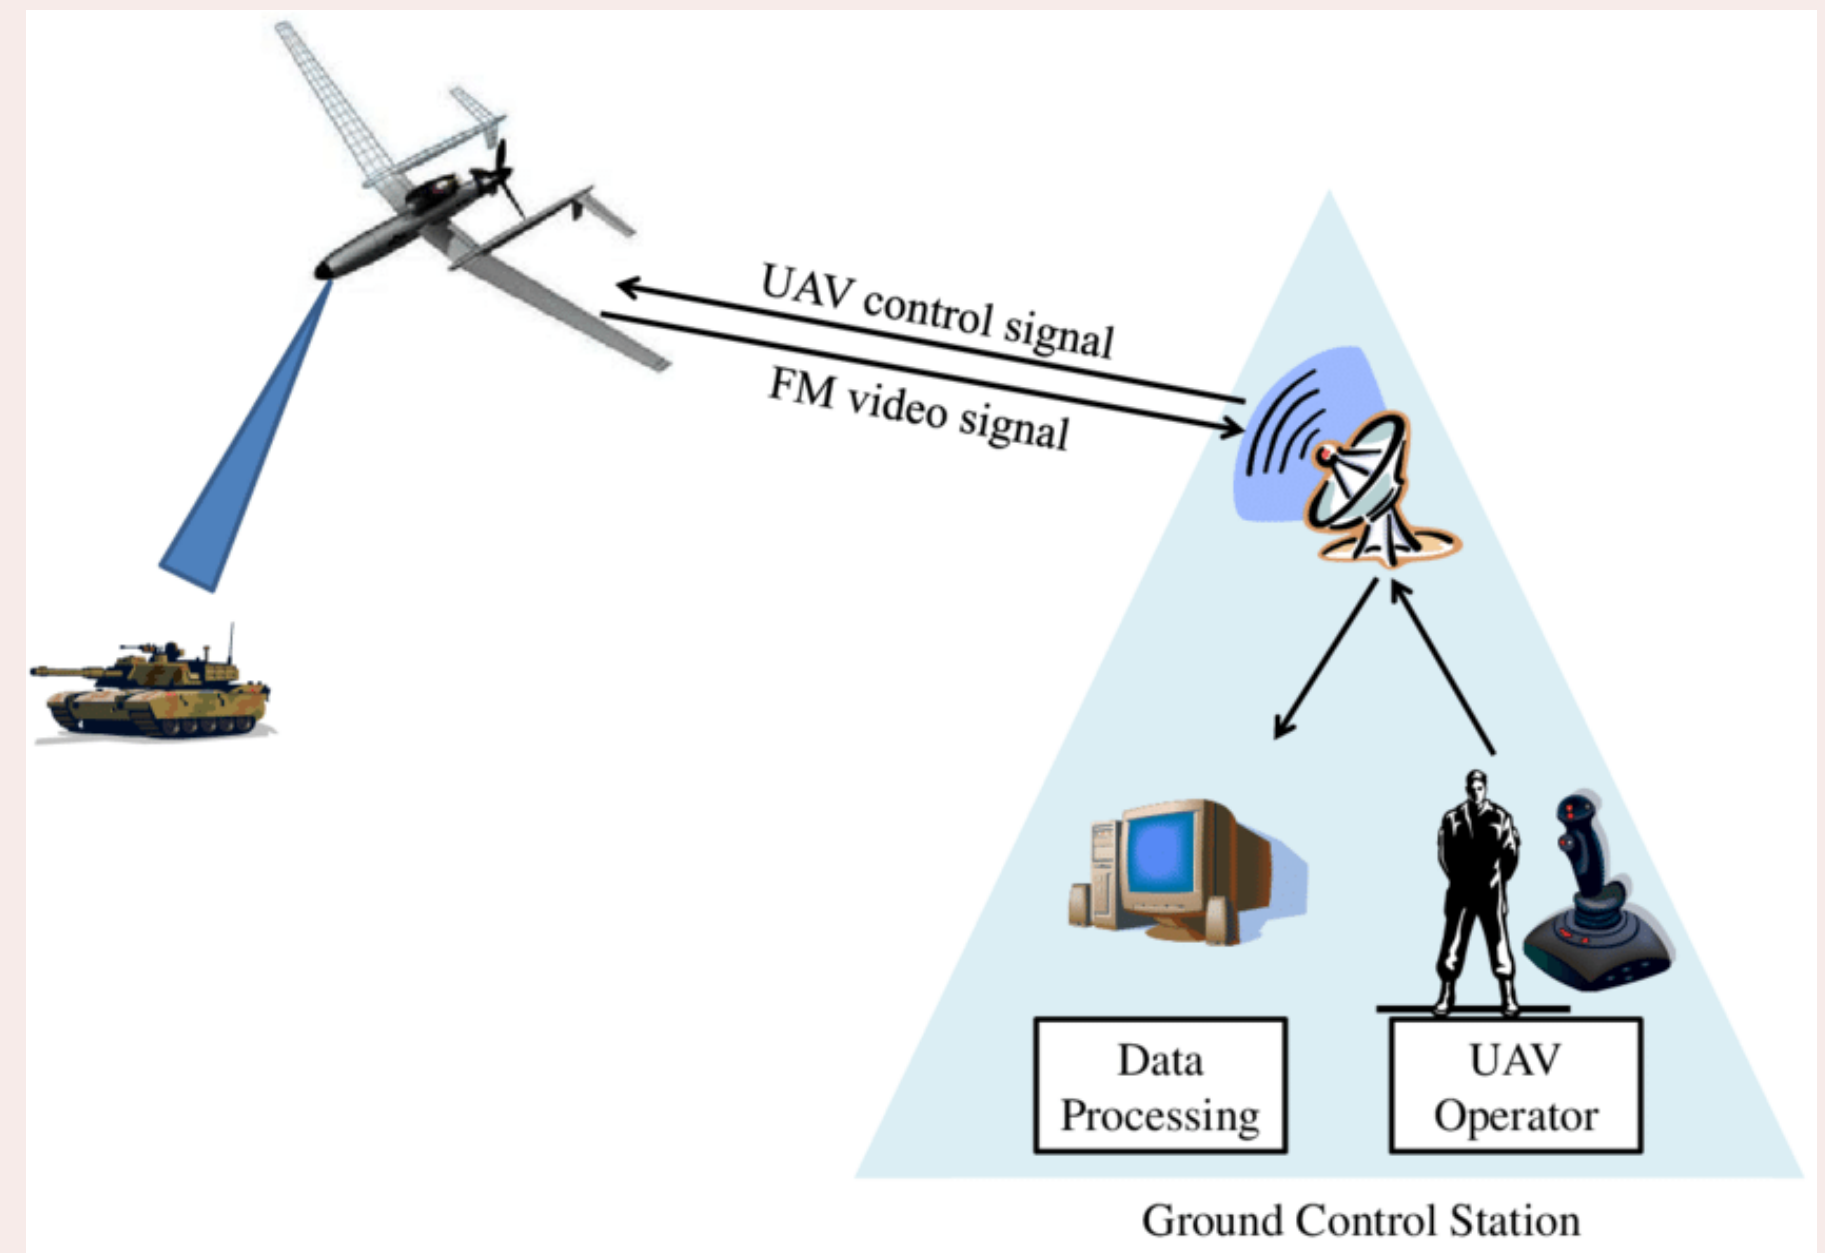 UAV control signal
FM video signal
Data
Processing
UAV
Operator
Ground Control Station